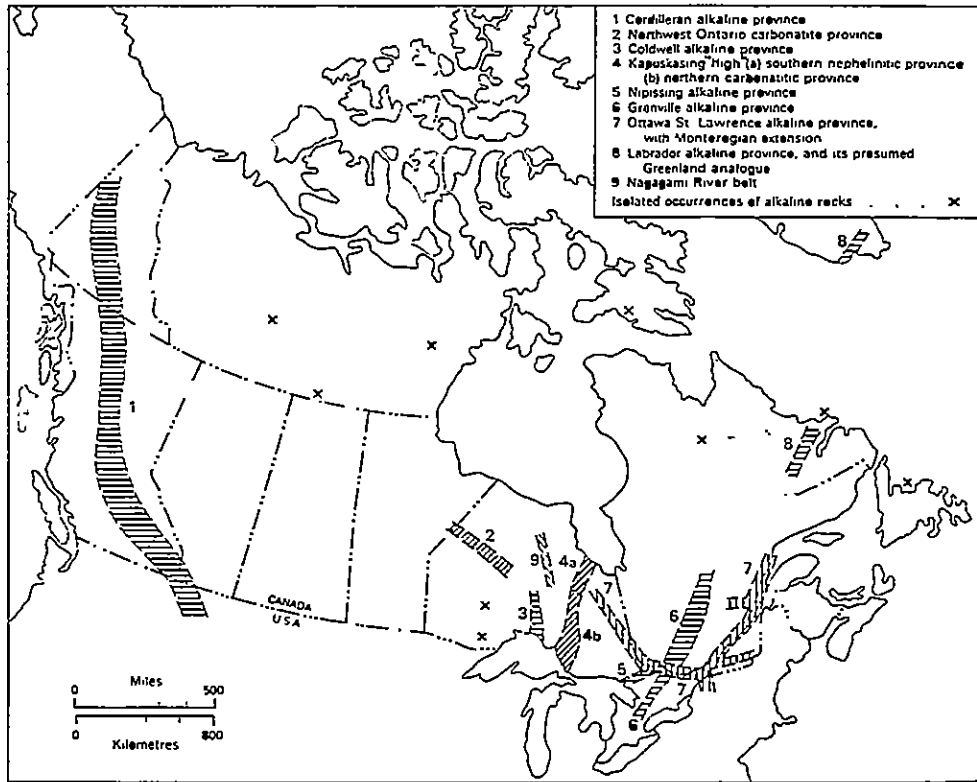 1 Cordilleran alkaline province
2 Northwest Ontario carbonatite province
3 Coldwell alkaline province
4 Kapuskasing "high" (a) southern nephelinitic province
(b) northern carbonatitic province
5 Nipissing alkaline province
6 Grenville alkaline province
7 Ottawa St. Lawrence alkaline province,
with Monteregian extension
8 Labrador alkaline province, and its presumed
Greenland analogue
9 Nagagami River belt
Isolated occurrences of alkaline rocks . . . . x
8
1
8
2
9
4a
7
7
7
3
6
4b
CANADA
USA
5
7
6
Miles
0 500
0 800
Kilometres